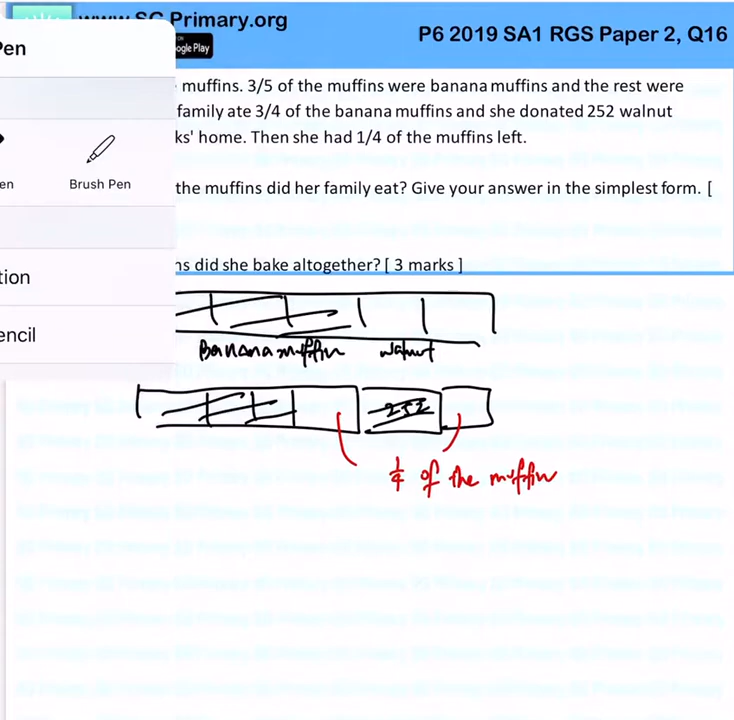 www.SG Primary.org
P6 2019 SA1 RGS Paper 2, Q16
Pen
ON
ogle Play
muffins. 3/5 of the muffins were banana muffins and the rest were
family ate 3/4 of the banana muffins and she donated 252 walnut
ks' home. Then she had 1/4 of the muffins left.
en
Brush Pen
the muffins did her family eat? Give your answer in the simplest form. [
tion
ns did she bake altogether? [ 3 marks ]
encil
Banana muffin walnut
252
1/4 of the muffin